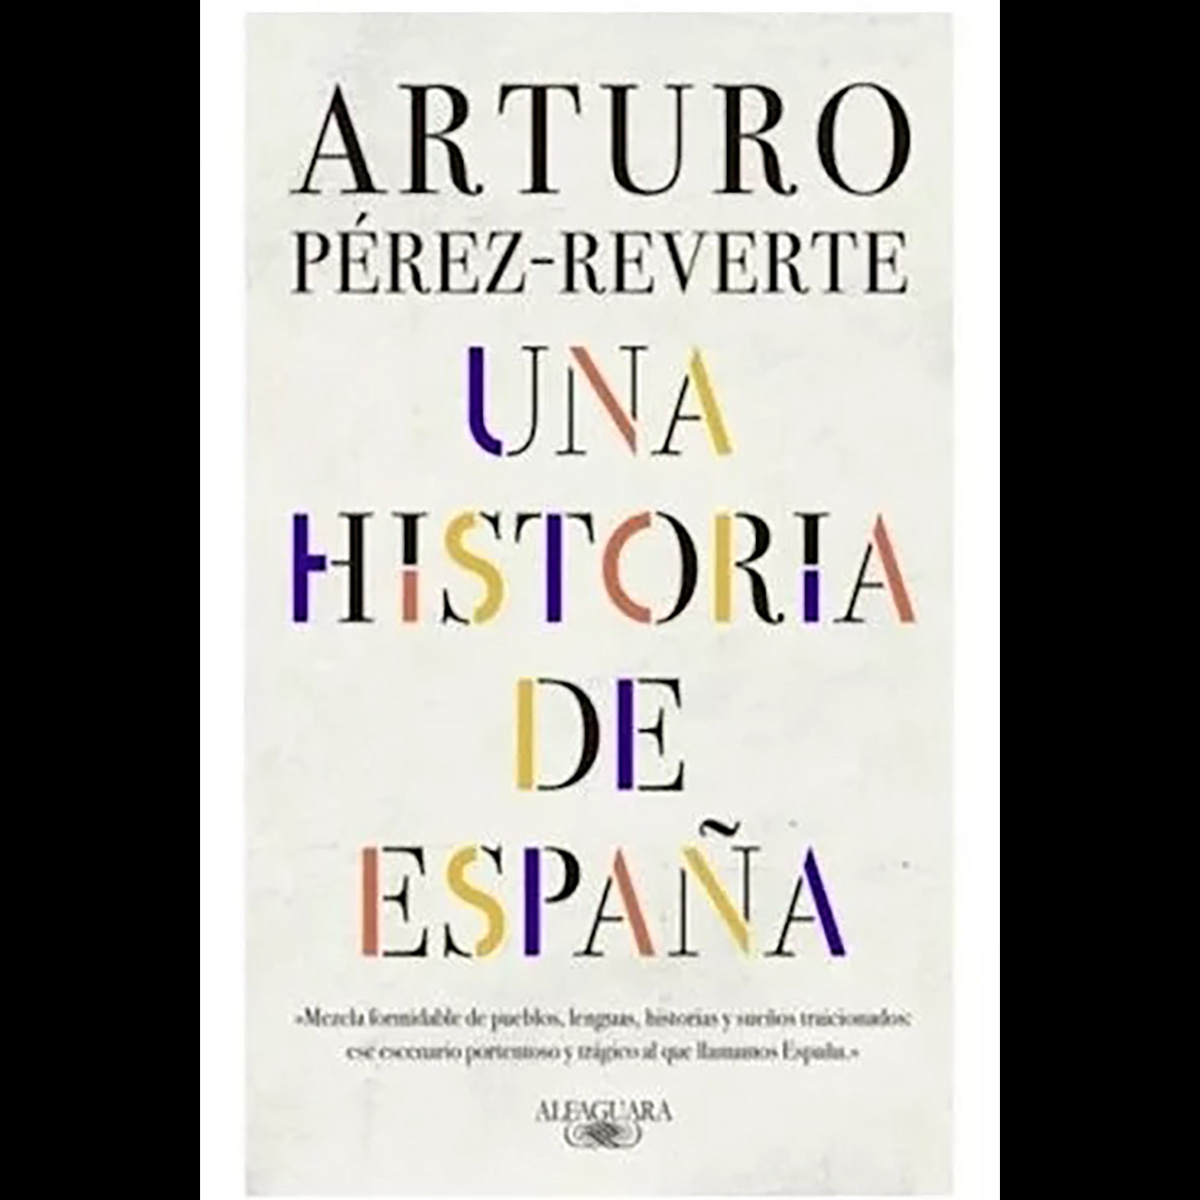 ARTURO
PÉREZ-REVERTE
UNA
HISTORIA
DE
ESPAÑA
«Mezcla formidable de pueblos, lenguas, historias y sueños traicionados:
ese escenario portentoso y trágico al que llamamos España.»
ALFAGUARA